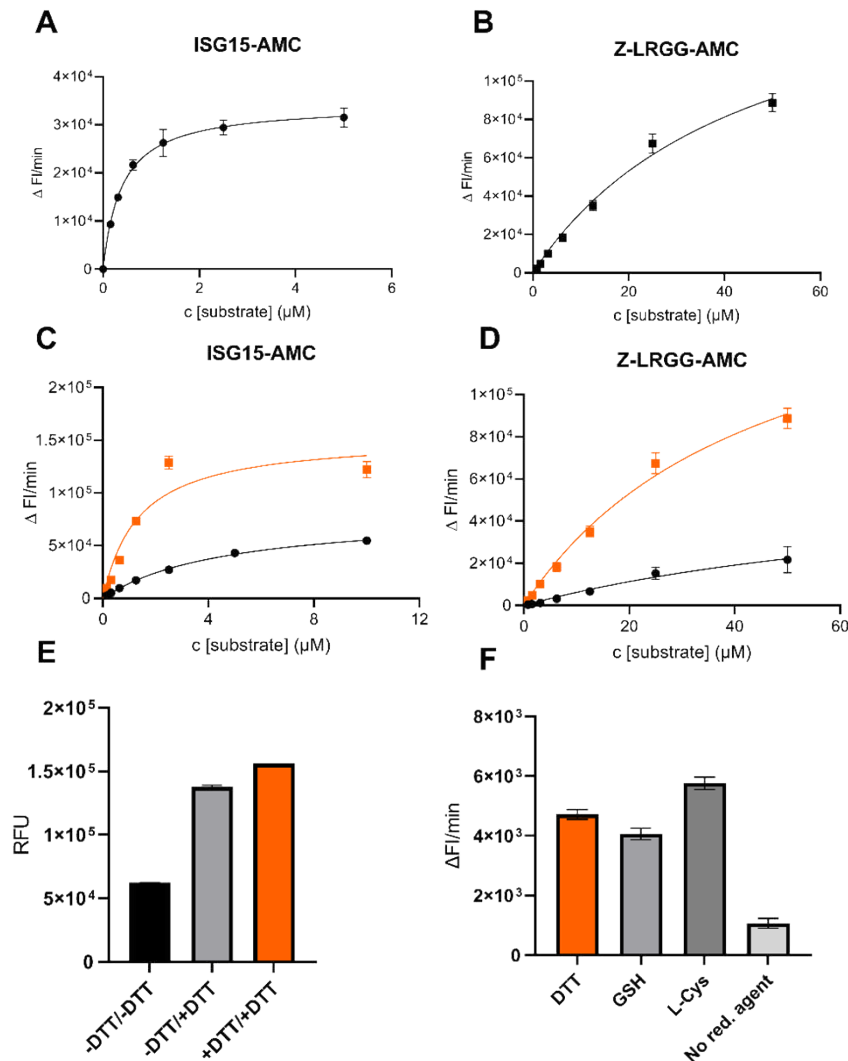 A
ISG15-AMC
4×10⁴
3×10⁴
2×10⁴
1×10⁴
0
Δ FI/min
0
2
4
6
c [substrate] (µM)
B
Z-LRGG-AMC
1×10⁵
8×10⁴
6×10⁴
4×10⁴
2×10⁴
0
Δ FI/min
0
20
40
60
c [substrate] (µM)
C
ISG15-AMC
2×10⁵
1.5×10⁵
1×10⁵
5×10⁴
0
Δ FI/min
0
4
8
12
c [substrate] (µM)
D
Z-LRGG-AMC
1×10⁵
8×10⁴
6×10⁴
4×10⁴
2×10⁴
0
Δ FI/min
0
20
40
60
c [substrate] (µM)
E
2×10⁵
1.5×10⁵
1×10⁵
5×10⁴
0
RFU
-DTT/-DTT
-DTT/+DTT
+DTT/+DTT
F
8×10³
6×10³
4×10³
2×10³
0
ΔFI/min
DTT
GSH
L-Cys
No red. agent